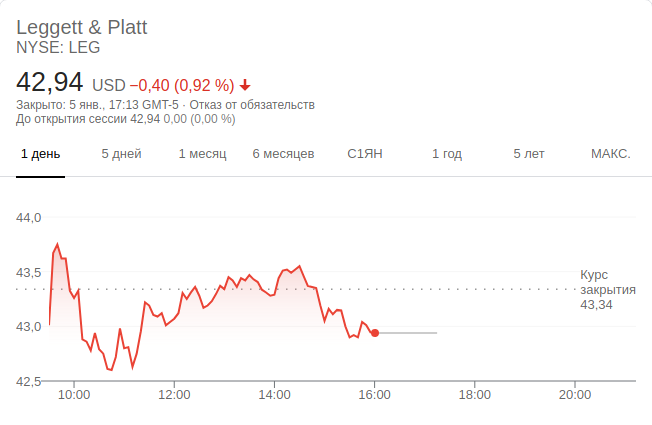 Leggett & Platt
NYSE: LEG
42,94 USD −0,40 (0,92 %)
Закрыто: 5 янв., 17:13 GMT-5 · Отказ от обязательств
До открытия сессии 42,94 0,00 (0,00 %)
1 день 5 дней 1 месяц 6 месяцев С1ЯН 1 год 5 лет МАКС.
44,0
43,5
Курс
закрытия
43,34
43,0
42,5
10:00 12:00 14:00 16:00 18:00 20:00